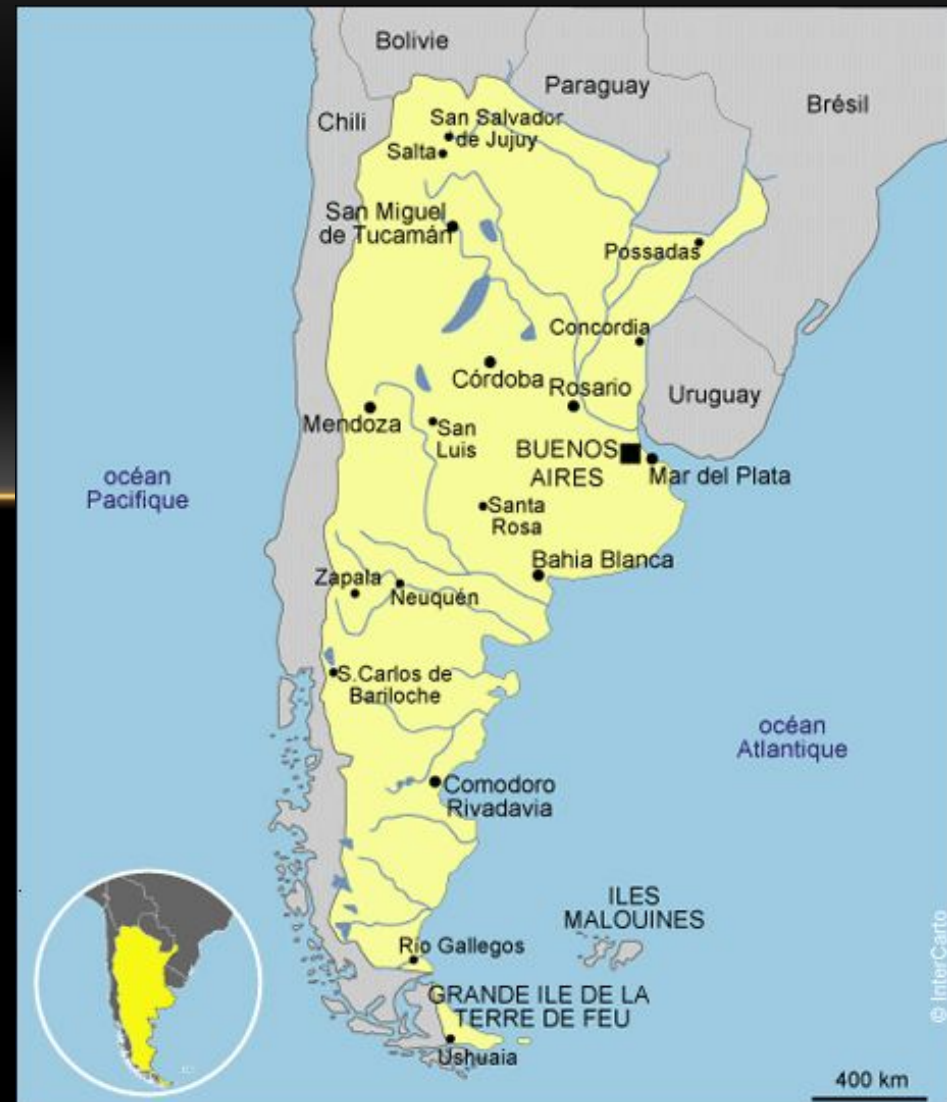 Bolivie
Paraguay
Brésil
Chili
San Salvador
de Jujuy
Salta
San Miguel
de Tucamán
Possadas
Concordia
Córdoba
Rosario
Uruguay
Mendoza
San
Luis
BUENOS
AIRES
Mar del Plata
océan
Pacifique
Santa
Rosa
Bahia Blanca
Zapala
Neuquén
S.Carlos de
Bariloche
océan
Atlantique
Comodoro
Rivadavia
ILES
MALOUINES
Río Gallegos
GRANDE ILE DE LA
TERRE DE FEU
Ushuaia
400 km
© InterCarto